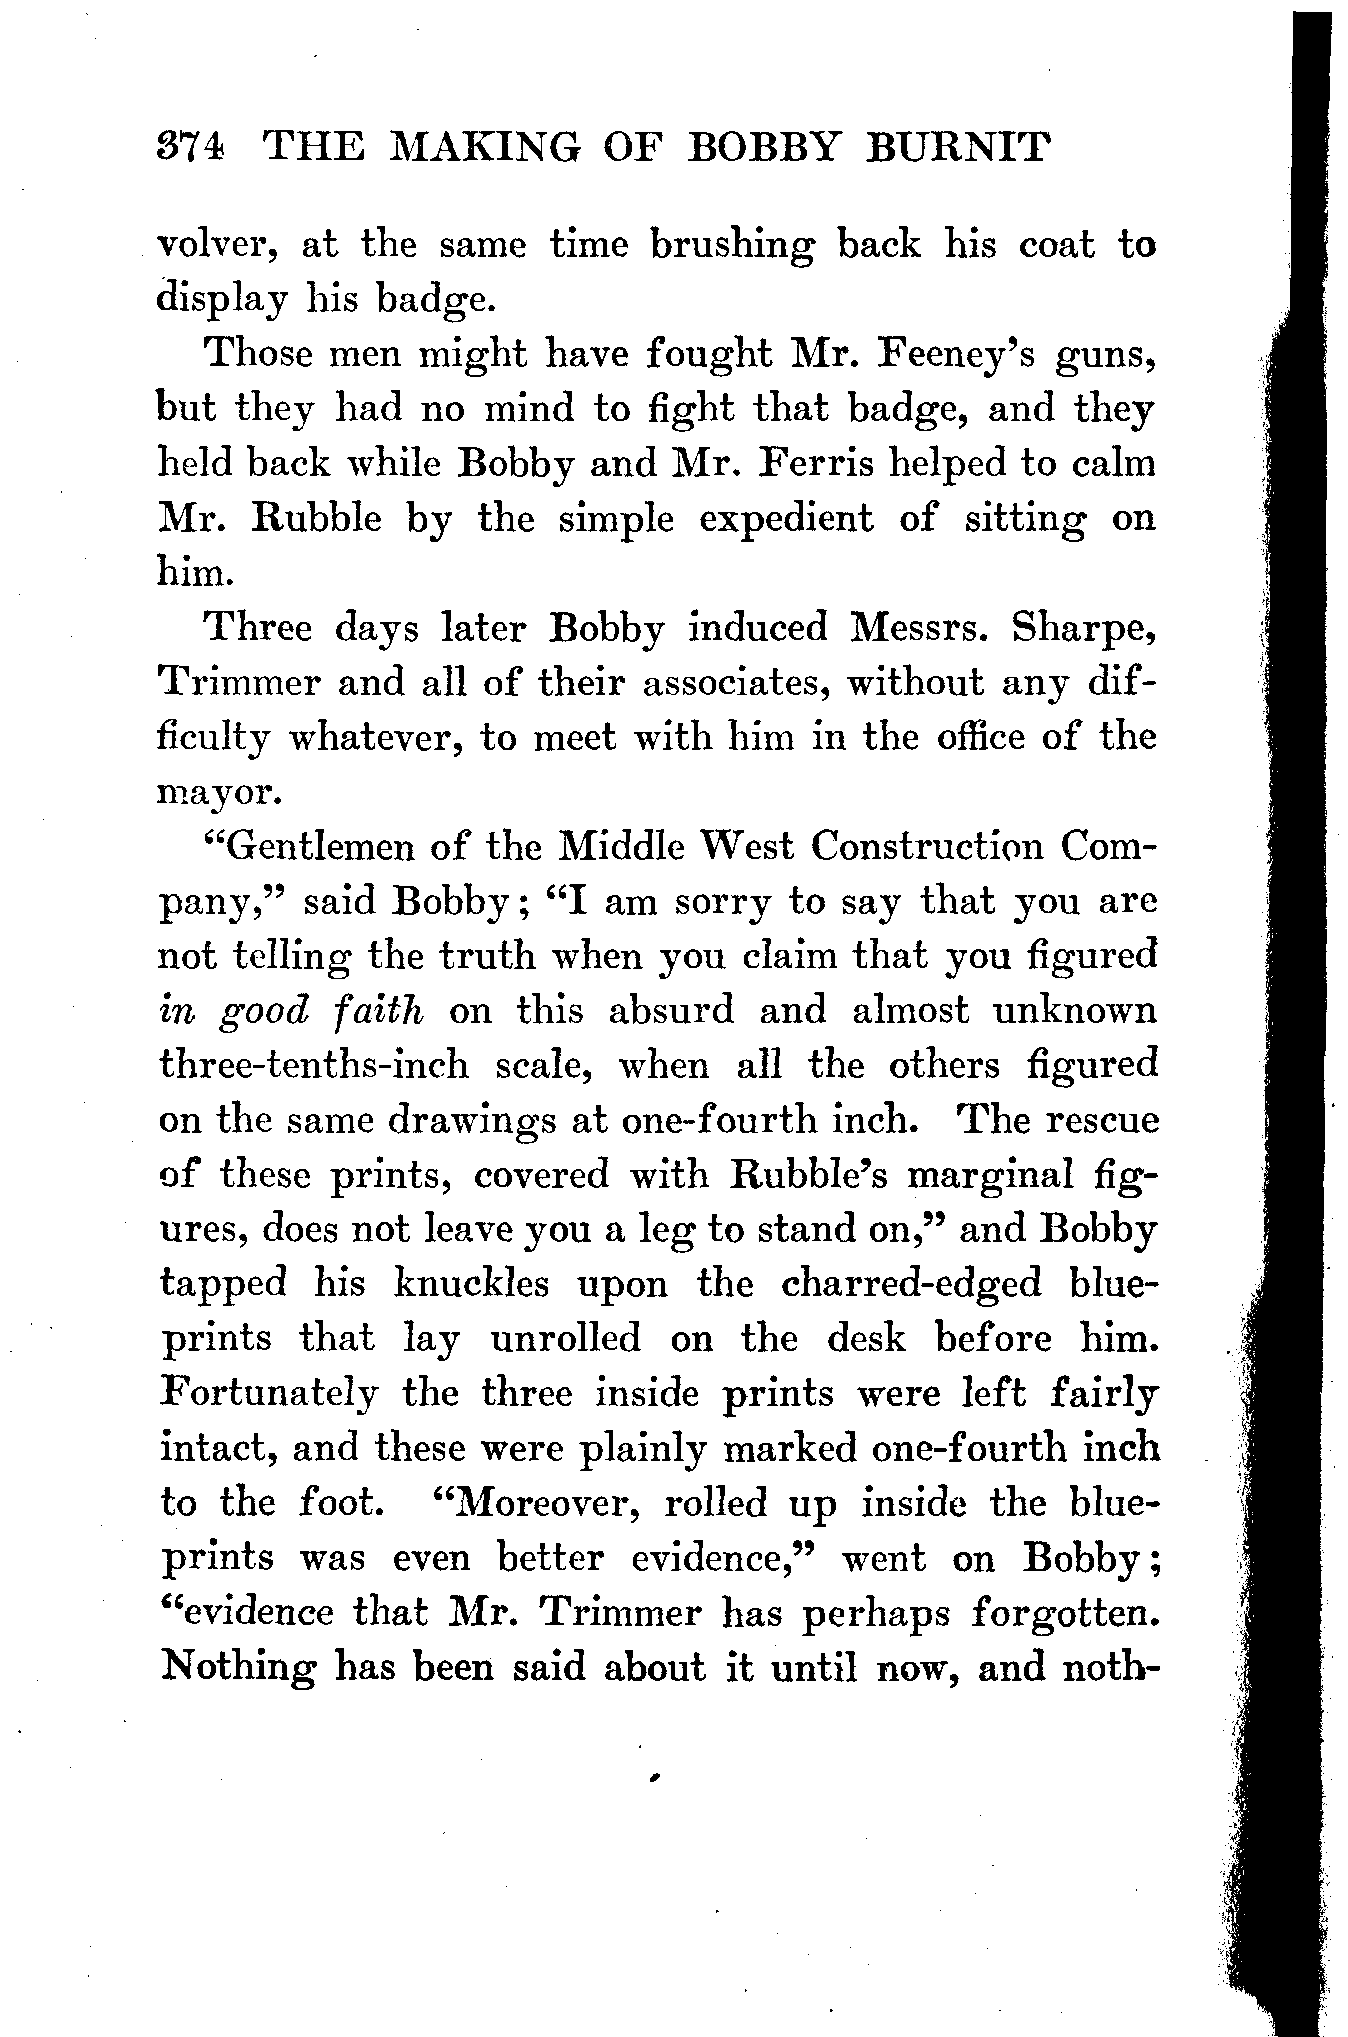 374 THE MAKING OF BOBBY BURNIT
volver, at the same time brushing back his coat to
display his badge.
Those men might have fought Mr. Feeney’s guns,
but they had no mind to fight that badge, and they
held back while Bobby and Mr. Ferris helped to calm
Mr. Rubble by the simple expedient of sitting on
him.
Three days later Bobby induced Messrs. Sharpe,
Trimmer and all of their associates, without any dif-
ficulty whatever, to meet with him in the office of the
mayor.
“Gentlemen of the Middle West Construction Com-
pany,” said Bobby; “I am sorry to say that you are
not telling the truth when you claim that you figured
in good faith on this absurd and almost unknown
three-tenths-inch scale, when all the others figured
on the same drawings at one-fourth inch. The rescue
of these prints, covered with Rubble’s marginal fig-
ures, does not leave you a leg to stand on,” and Bobby
tapped his knuckles upon the charred-edged blue-
prints that lay unrolled on the desk before him.
Fortunately the three inside prints were left fairly
intact, and these were plainly marked one-fourth inch
to the foot. “Moreover, rolled up inside the blue-
prints was even better evidence,” went on Bobby;
“evidence that Mr. Trimmer has perhaps forgotten.
Nothing has been said about it until now, and noth-